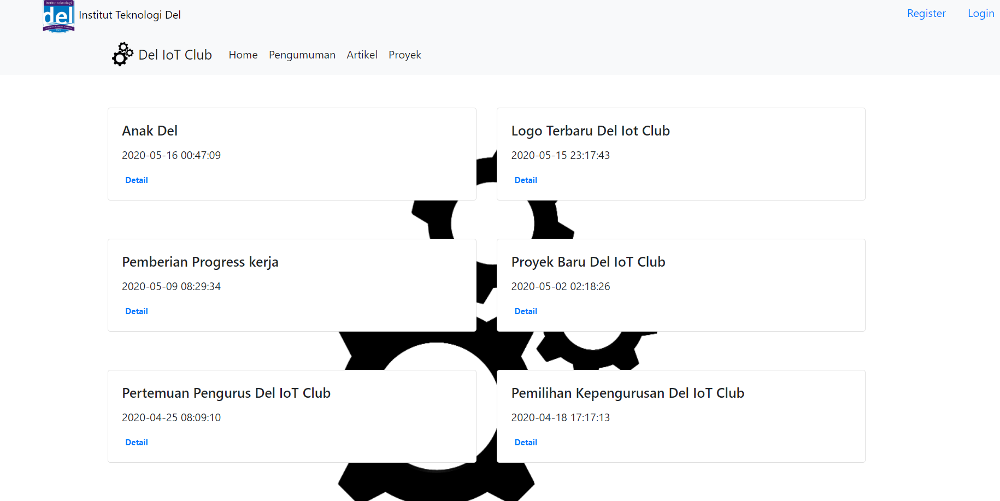 institut teknologi
del
Institut Teknologi Del
Register Login
Del IoT Club Home Pengumuman Artikel Proyek
Anak Del
2020-05-16 00:47:09
Detail
Logo Terbaru Del Iot Club
2020-05-15 23:17:43
Detail
Pemberian Progress kerja
2020-05-09 08:29:34
Detail
Proyek Baru Del IoT Club
2020-05-02 02:18:26
Detail
Pertemuan Pengurus Del IoT Club
2020-04-25 08:09:10
Detail
Pemilihan Kepengurusan Del IoT Club
2020-04-18 17:17:13
Detail